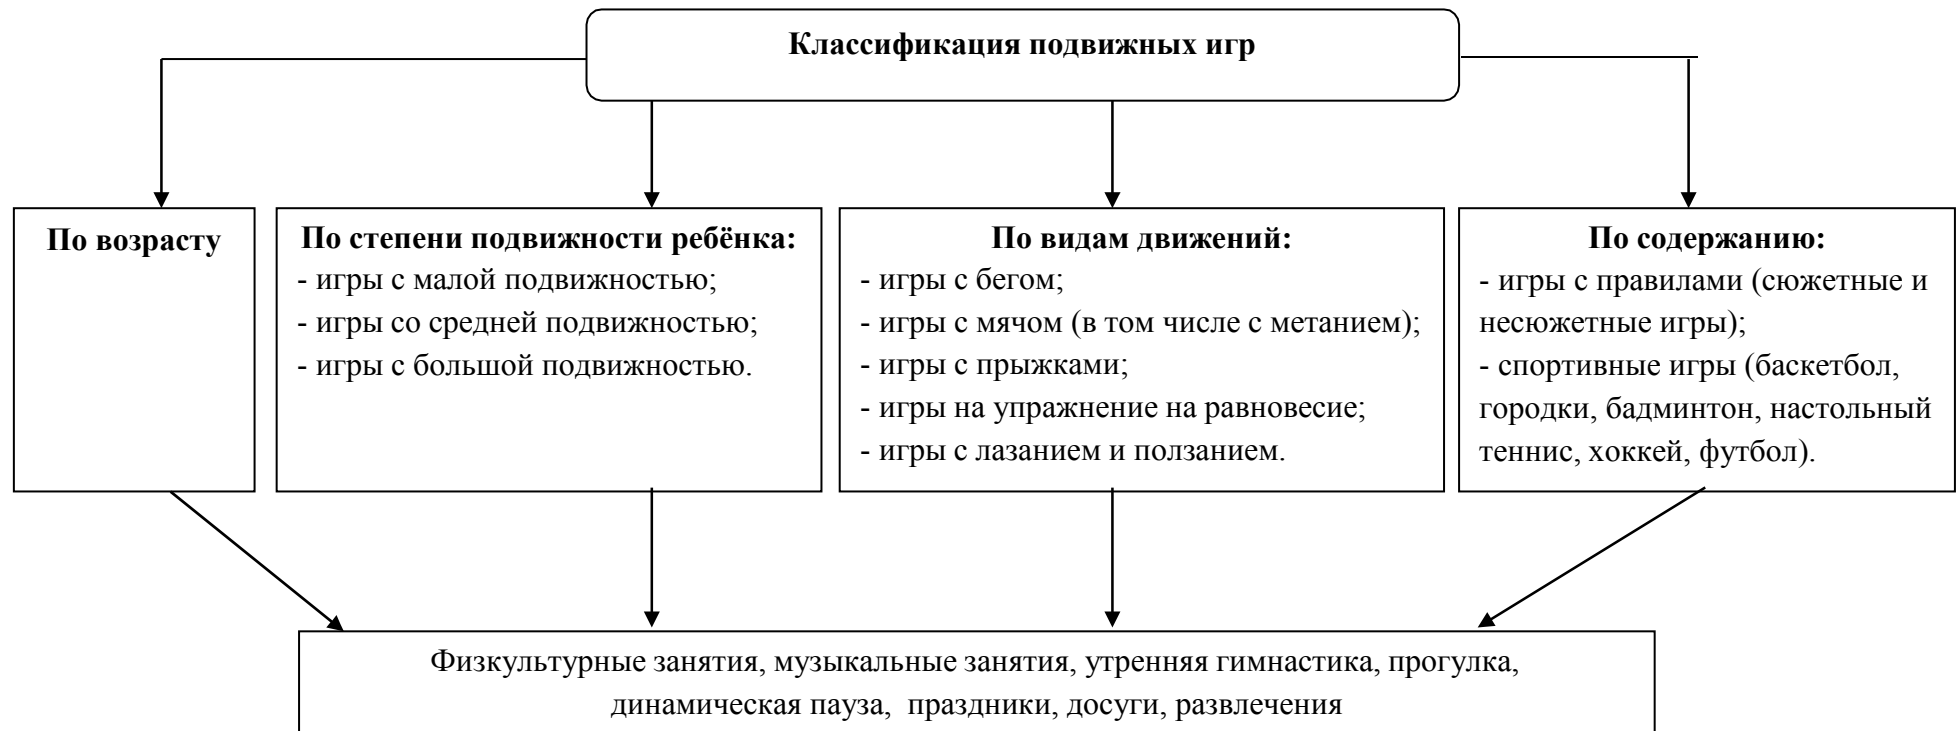 Классификация подвижных игр
По возрасту
По степени подвижности ребёнка:
- игры с малой подвижностью;
- игры со средней подвижностью;
- игры с большой подвижностью.
По видам движений:
- игры с бегом;
- игры с мячом (в том числе с метанием);
- игры с прыжками;
- игры на упражнение на равновесие;
- игры с лазанием и ползанием.
По содержанию:
- игры с правилами (сюжетные и
несюжетные игры);
- спортивные игры (баскетбол,
городки, бадминтон, настольный
теннис, хоккей, футбол).
Физкультурные занятия, музыкальные занятия, утренняя гимнастика, прогулка,
динамическая пауза, праздники, досуги, развлечения